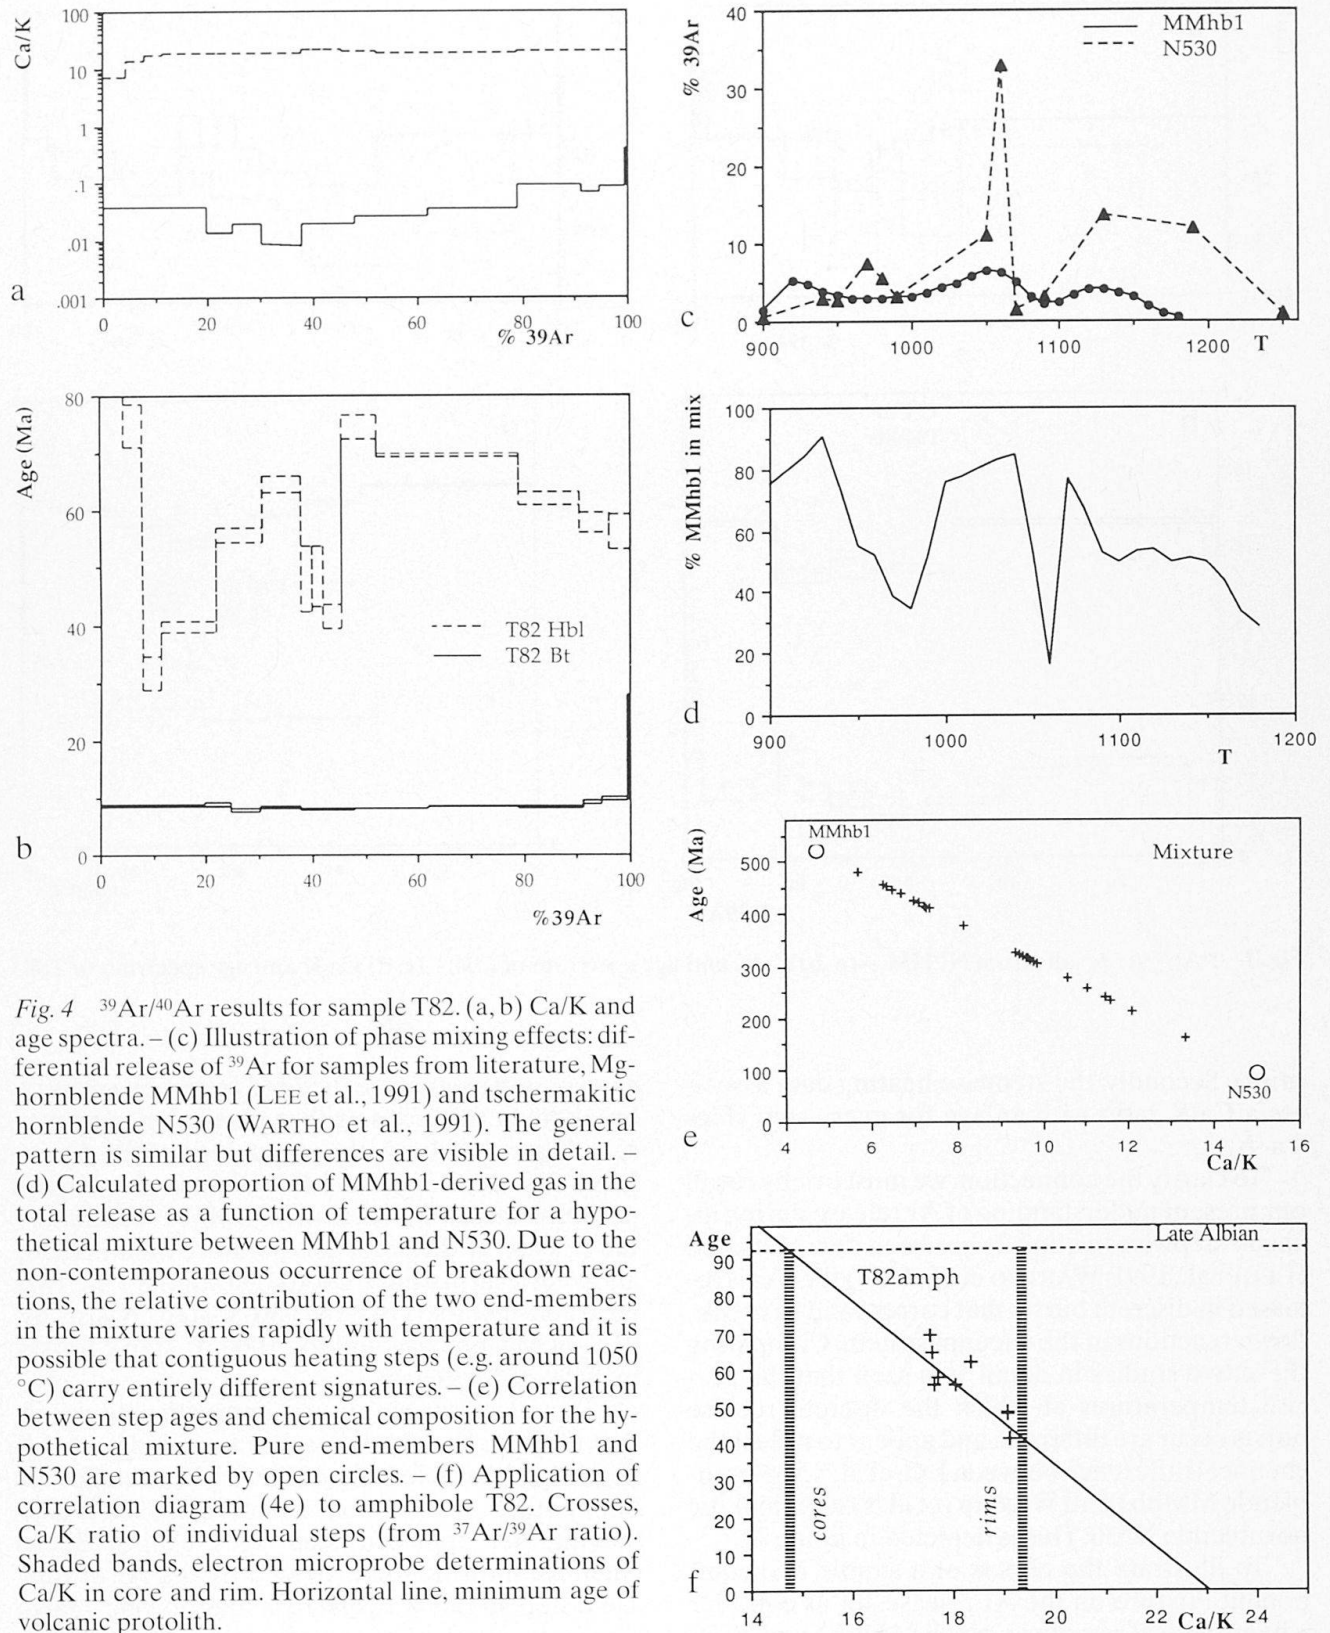 Ca/K
100
10
1
.1
.01
.001
0
20
40
60
80
100
% 39Ar
a
% 39Ar
40
30
20
10
0
MMhb1
N530
900
1000
1100
1200
T
c
Age (Ma)
80
60
40
20
0
T82 Hbl
T82 Bt
0
20
40
60
80
100
%39Ar
b
% MMhb1 in mix
100
80
60
40
20
0
900
1000
1100
1200
T
d
Age (Ma)
500
400
300
200
100
0
MMhb1
Mixture
N530
4
6
8
10
12
14
16
Ca/K
e
Fig. 4 ³⁹Ar/⁴⁰Ar results for sample T82. (a, b) Ca/K and
age spectra. – (c) Illustration of phase mixing effects: dif-
ferential release of ³⁹Ar for samples from literature, Mg-
hornblende MMhb1 (LEE et al., 1991) and tschermakitic
hornblende N530 (WARTHO et al., 1991). The general
pattern is similar but differences are visible in detail. –
(d) Calculated proportion of MMhb1-derived gas in the
total release as a function of temperature for a hypo-
thetical mixture between MMhb1 and N530. Due to the
non-contemporaneous occurrence of breakdown reac-
tions, the relative contribution of the two end-members
in the mixture varies rapidly with temperature and it is
possible that contiguous heating steps (e.g. around 1050
°C) carry entirely different signatures. – (e) Correlation
between step ages and chemical composition for the hy-
pothetical mixture. Pure end-members MMhb1 and
N530 are marked by open circles. – (f) Application of
correlation diagram (4e) to amphibole T82. Crosses,
Ca/K ratio of individual steps (from ³⁷Ar/³⁹Ar ratio).
Shaded bands, electron microprobe determinations of
Ca/K in core and rim. Horizontal line, minimum age of
volcanic protolith.
Age
90
80
70
60
50
40
30
20
10
0
Late Albian
T82amph
cores
rims
14
16
18
20
22
Ca/K
24
f